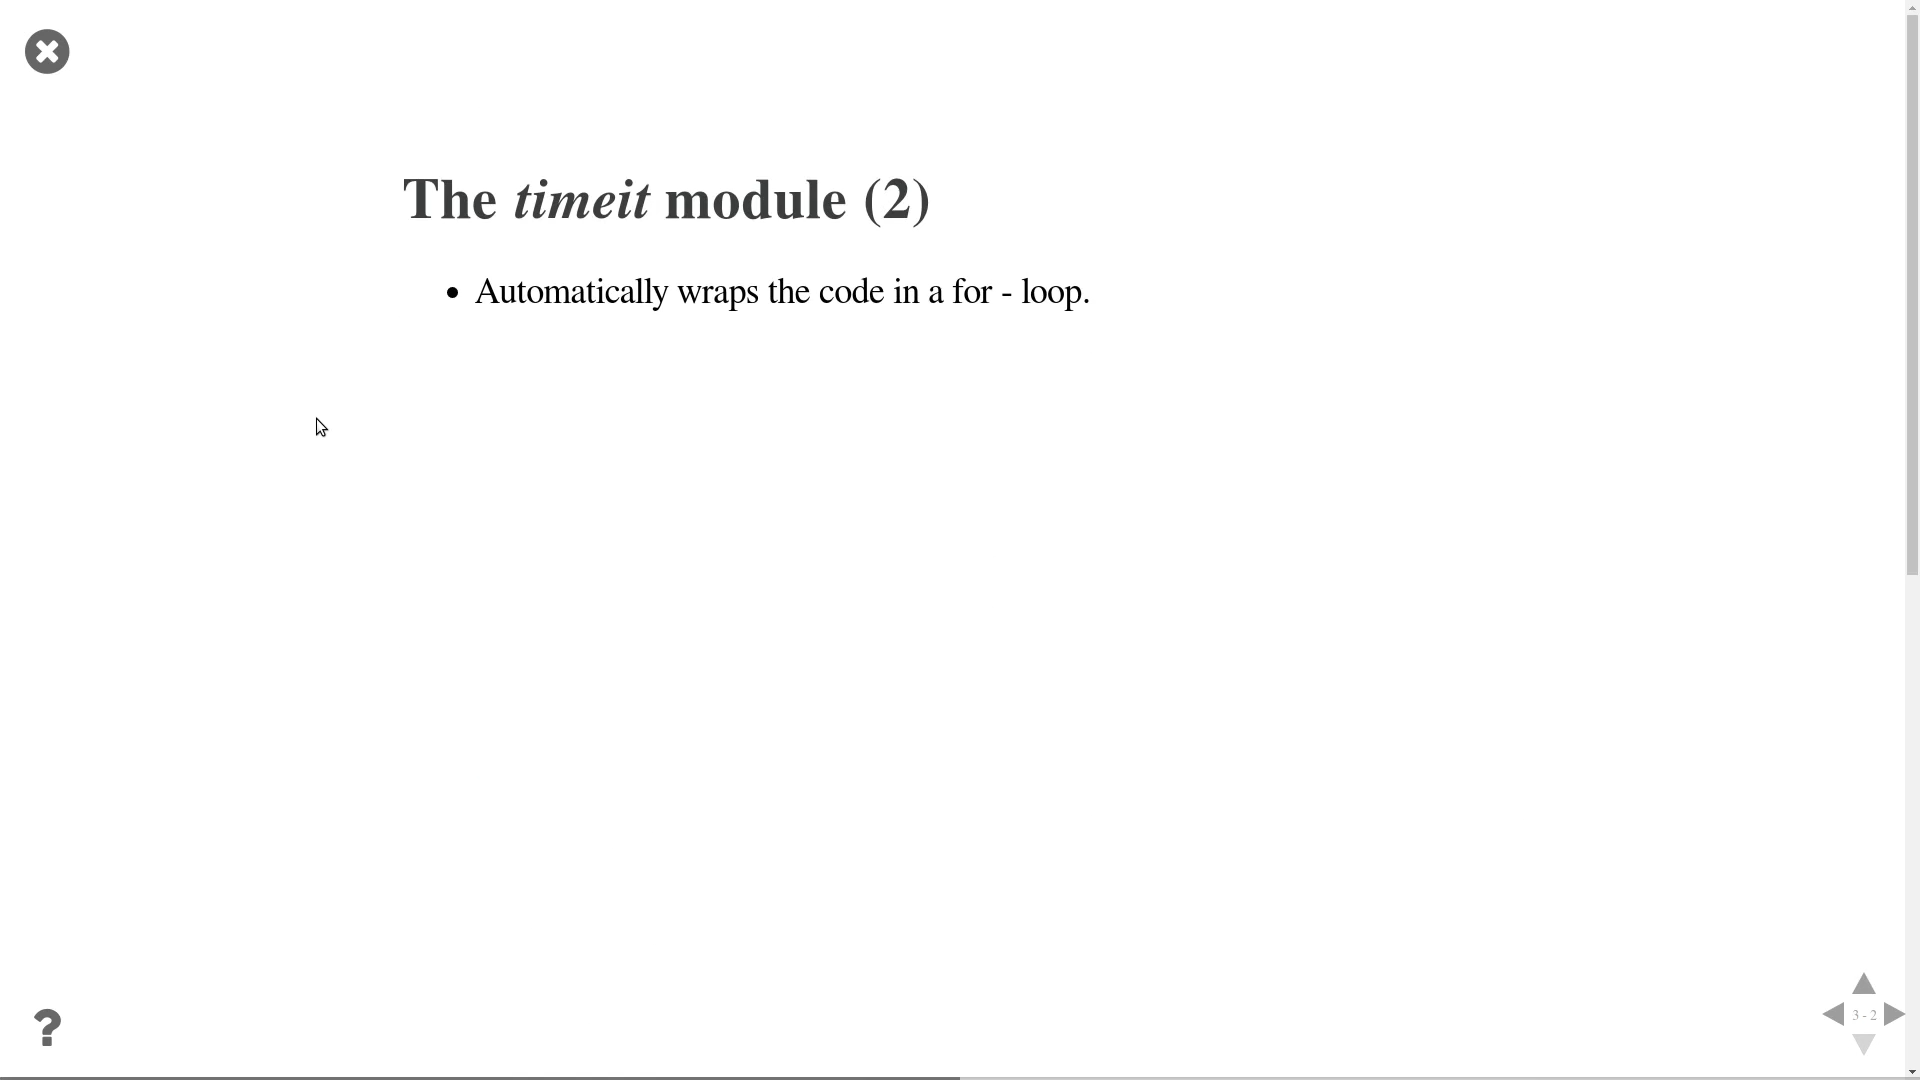 The timeit module (2)
• Automatically wraps the code in a for - loop.
?
3 - 2